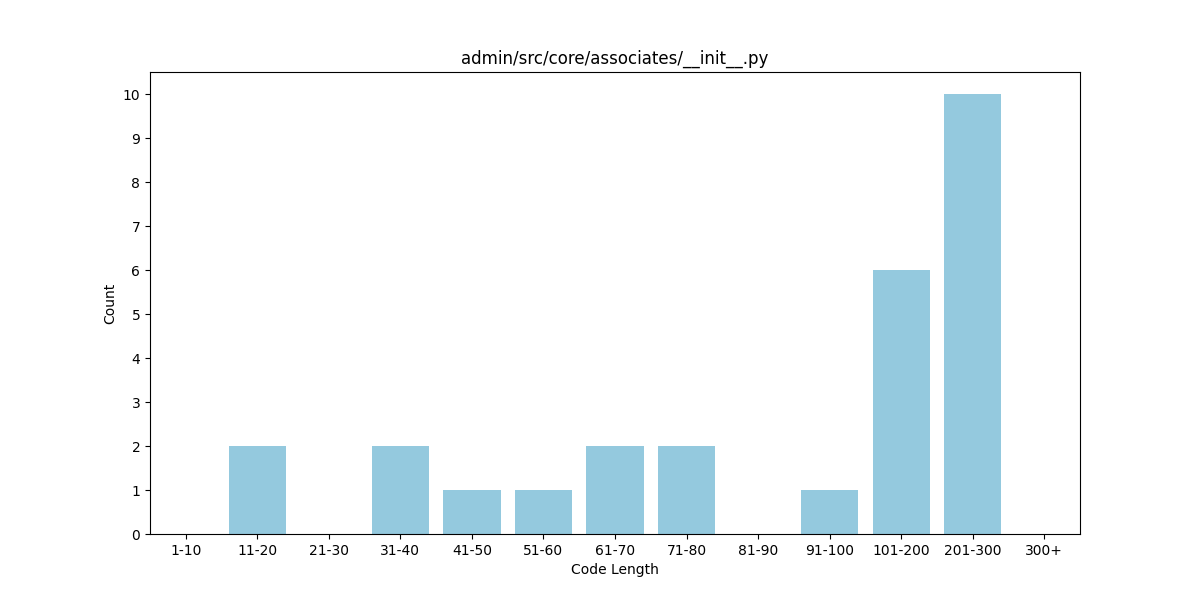 admin/src/core/associates/__init__.py
10
9
8
7
6
5
4
3
2
1
0
Count
1-10 11-20 21-30 31-40 41-50 51-60 61-70 71-80 81-90 91-100 101-200 201-300 300+
Code Length